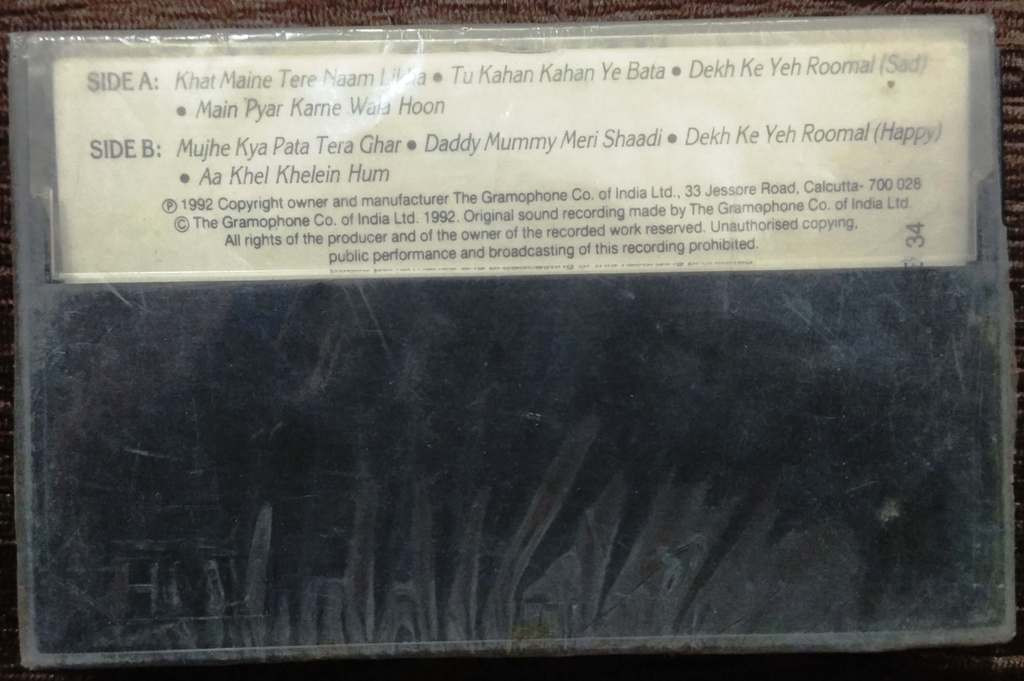 SIDE A: Khat Maine Tere Naam Likha • Tu Kahan Kahan Ye Bata • Dekh Ke Yeh Roomal (Sad)
• Main Pyar Karne Wala Hoon
SIDE B: Mujhe Kya Pata Tera Ghar • Daddy Mummy Meri Shaadi • Dekh Ke Yeh Roomal (Happy)
• Aa Khel Khelein Hum
℗ 1992 Copyright owner and manufacturer The Gramophone Co. of India Ltd., 33 Jessore Road, Calcutta- 700 028
© The Gramophone Co. of India Ltd. 1992. Original sound recording made by The Gramophone Co. of India Ltd.
All rights of the producer and of the owner of the recorded work reserved. Unauthorised copying,
public performance and broadcasting of this recording prohibited.
34